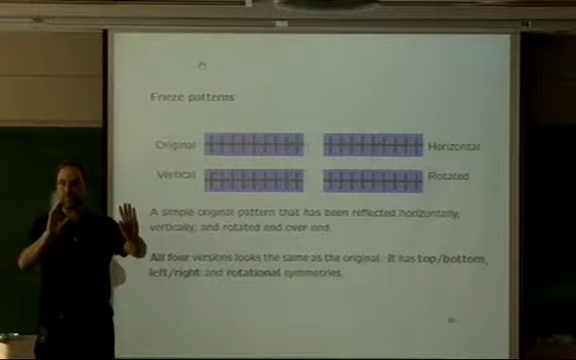 Frieze patterns
Original
Horizontal
Vertical
Rotated
A simple original pattern that has been reflected horizontally,
vertically, and rotated end over end.
All four versions looks the same as the original. It has top/bottom,
left/right and rotational symmetries.